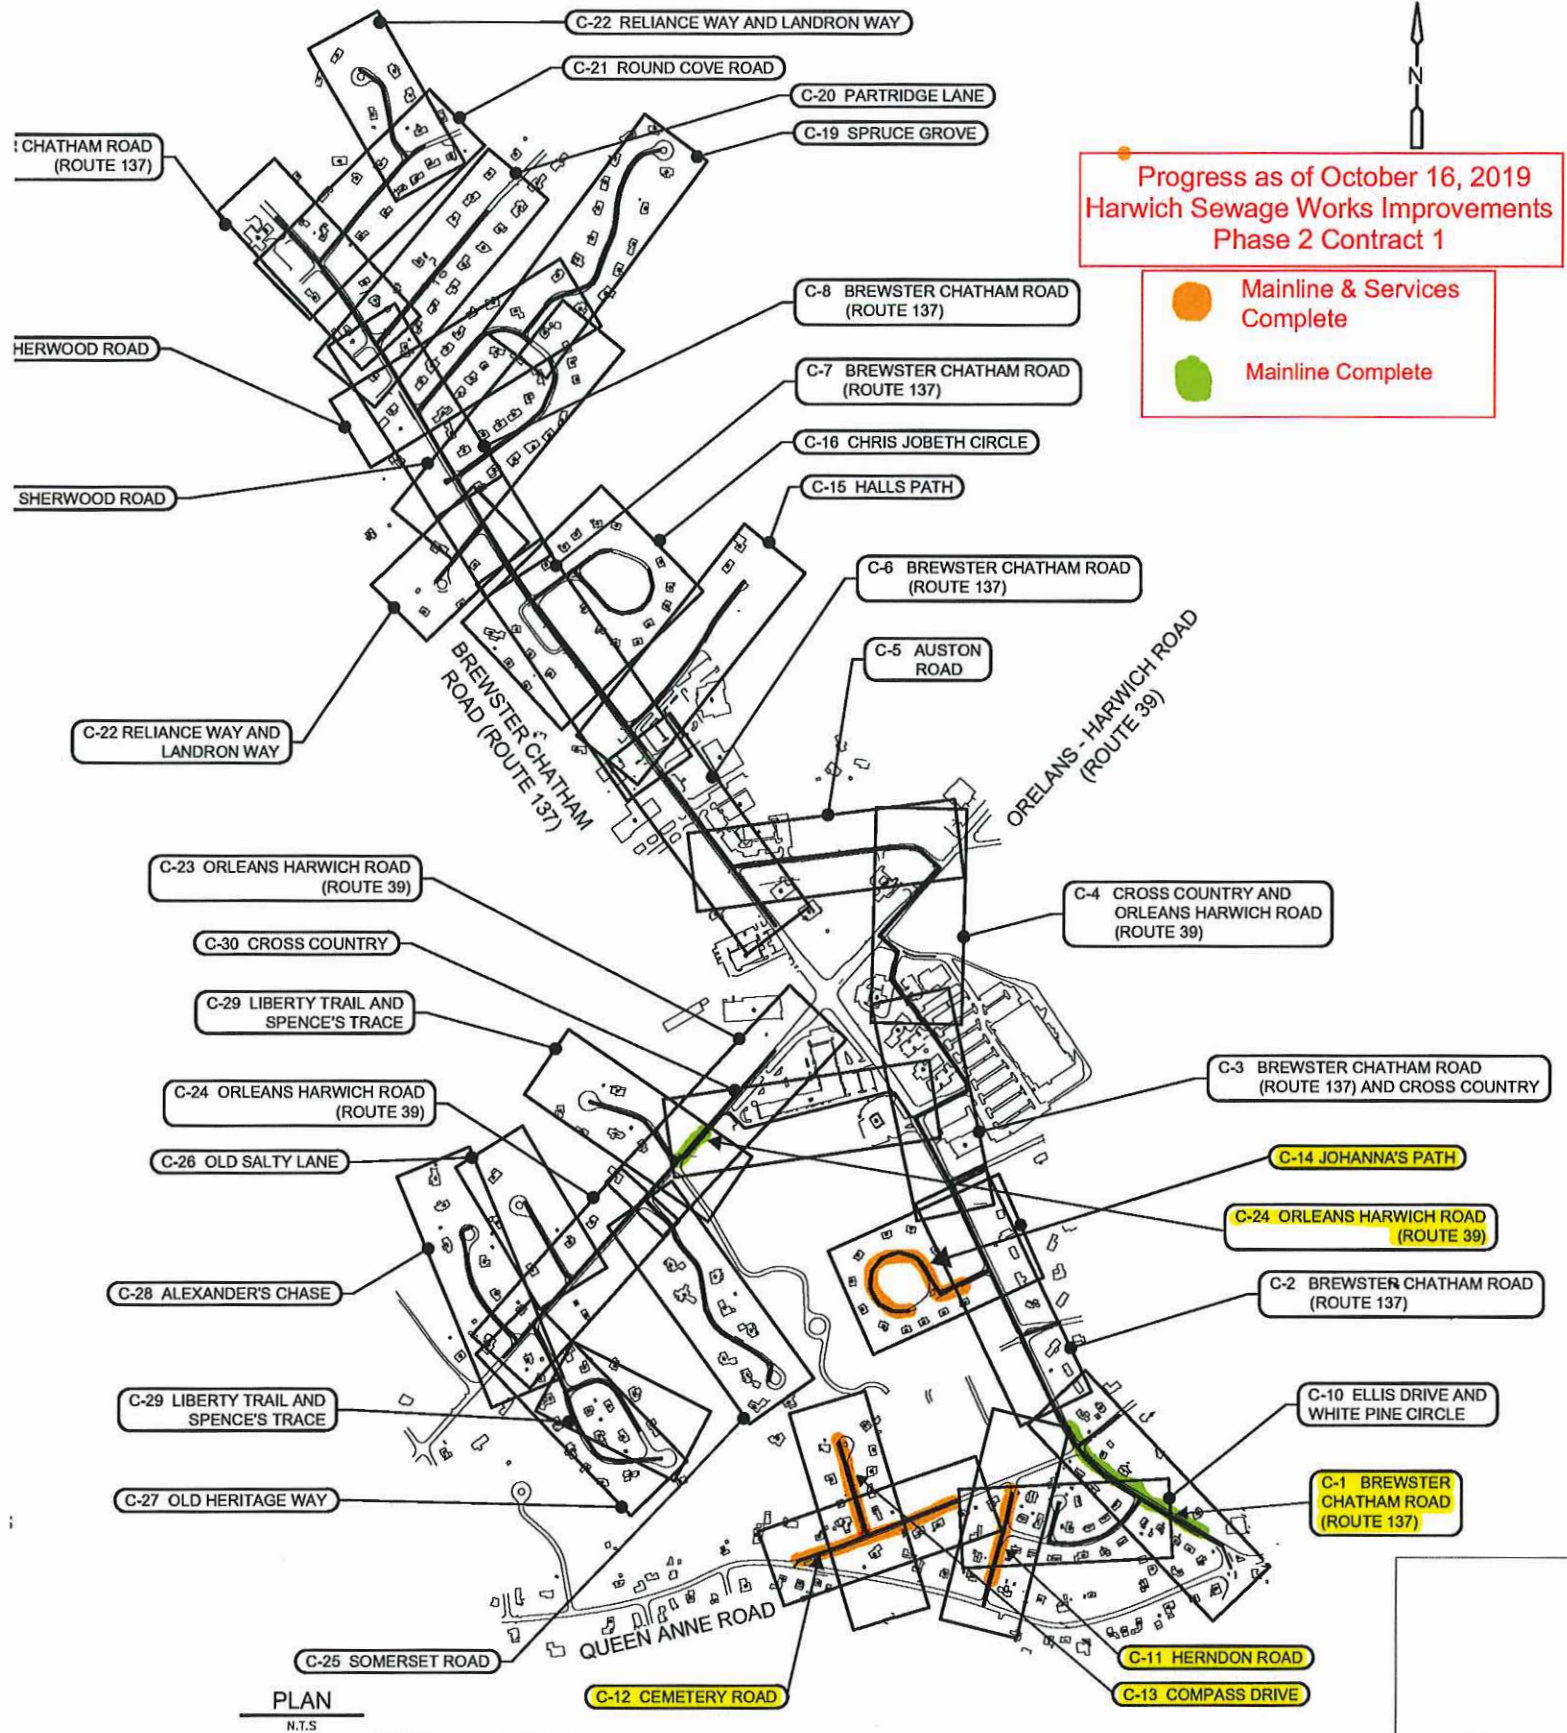 C-22 RELIANCE WAY AND LANDRON WAY
C-21 ROUND COVE ROAD
C-20 PARTRIDGE LANE
C-19 SPRUCE GROVE
N
CHATHAM ROAD
(ROUTE 137)
Progress as of October 16, 2019
Harwich Sewage Works Improvements
Phase 2 Contract 1
Mainline & Services
Complete
Mainline Complete
C-8 BREWSTER CHATHAM ROAD
(ROUTE 137)
HERWOOD ROAD
C-7 BREWSTER CHATHAM ROAD
(ROUTE 137)
C-16 CHRIS JOBETH CIRCLE
SHERWOOD ROAD
C-15 HALLS PATH
C-6 BREWSTER CHATHAM ROAD
(ROUTE 137)
C-5 AUSTON
ROAD
ORELANS - HARWICH ROAD
(ROUTE 39)
BREWSTER CHATHAM
ROAD (ROUTE 137)
C-22 RELIANCE WAY AND
LANDRON WAY
C-23 ORLEANS HARWICH ROAD
(ROUTE 39)
C-4 CROSS COUNTRY AND
ORLEANS HARWICH ROAD
(ROUTE 39)
C-30 CROSS COUNTRY
C-29 LIBERTY TRAIL AND
SPENCE'S TRACE
C-3 BREWSTER CHATHAM ROAD
(ROUTE 137) AND CROSS COUNTRY
C-24 ORLEANS HARWICH ROAD
(ROUTE 39)
C-26 OLD SALTY LANE
C-14 JOHANNA'S PATH
C-24 ORLEANS HARWICH ROAD
(ROUTE 39)
C-28 ALEXANDER'S CHASE
C-2 BREWSTER CHATHAM ROAD
(ROUTE 137)
C-29 LIBERTY TRAIL AND
SPENCE'S TRACE
C-10 ELLIS DRIVE AND
WHITE PINE CIRCLE
C-27 OLD HERITAGE WAY
C-1 BREWSTER
CHATHAM ROAD
(ROUTE 137)
QUEEN ANNE ROAD
C-25 SOMERSET ROAD
C-11 HERNDON ROAD
C-12 CEMETERY ROAD
C-13 COMPASS DRIVE
PLAN
N.T.S